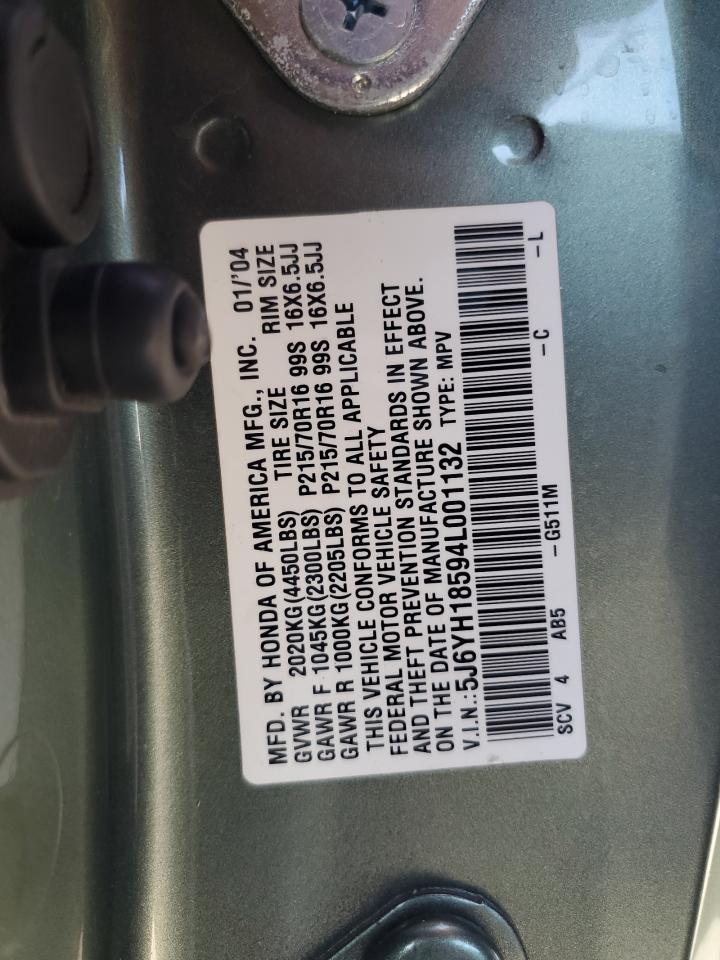 MFD. BY HONDA OF AMERICA MFG., INC. 01/'04
GVWR 2020KG(4450LBS) TIRE SIZE RIM SIZE
GAWR F 1045KG(2300LBS) P215/70R16 99S 16X6.5JJ
GAWR R 1000KG(2205LBS) P215/70R16 99S 16X6.5JJ
THIS VEHICLE CONFORMS TO ALL APPLICABLE
FEDERAL MOTOR VEHICLE SAFETY
AND THEFT PREVENTION STANDARDS IN EFFECT
ON THE DATE OF MANUFACTURE SHOWN ABOVE.
V.I.N.:5J6YH18594L001132 TYPE: MPV
SCV 4 AB5 -G511M -C -L